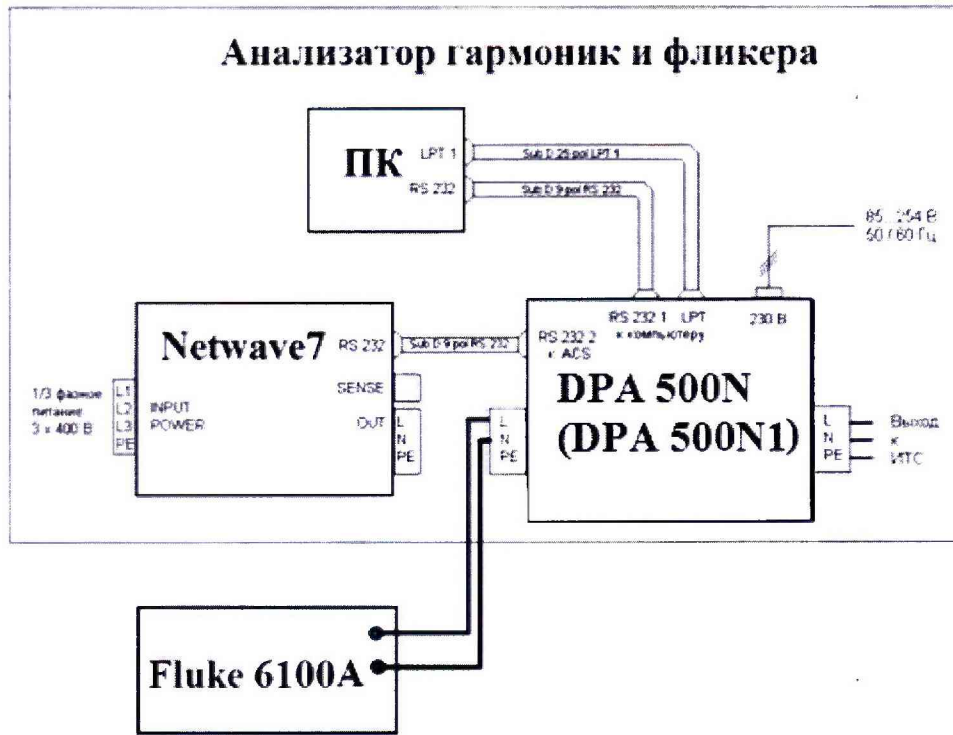 Анализатор гармоник и фликера
ПК
LPT 1
RS 232
Sub D 25 pol LPT 1
Sub D 9 pol RS 232
85...254 В
50 / 60 Гц
Netwave7
RS 232
Sub D 9 pol RS 232
SENSE
OUT
L
N
PE
1/3 фазное
питание
3 x 400 В
L1
L2
L3
PE
INPUT
POWER
RS 232 1 LPT
к компьютеру
230 В
RS 232 2
к ACS
DPA 500N
(DPA 500N1)
L
N
PE
L
N
PE
Выход
к
ИТС
Fluke 6100A